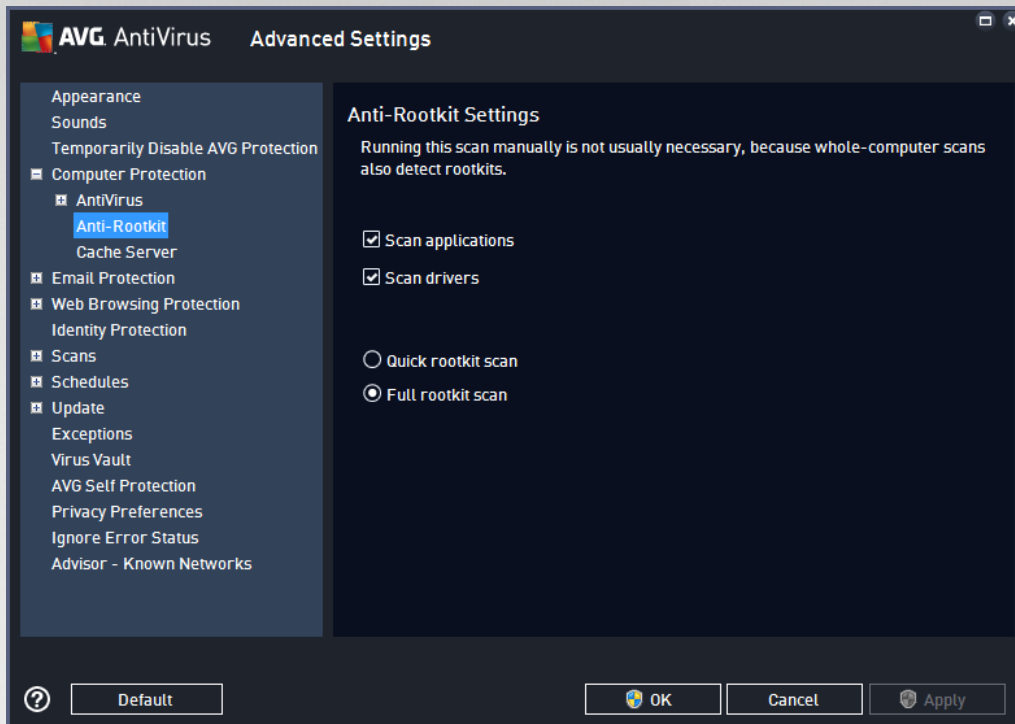 AVG AntiVirus Advanced Settings
Appearance
Sounds
Temporarily Disable AVG Protection
Computer Protection
AntiVirus
Anti-Rootkit
Cache Server
Email Protection
Web Browsing Protection
Identity Protection
Scans
Schedules
Update
Exceptions
Virus Vault
AVG Self Protection
Privacy Preferences
Ignore Error Status
Advisor - Known Networks
Anti-Rootkit Settings
Running this scan manually is not usually necessary, because whole-computer scans
also detect rootkits.
Scan applications
Scan drivers
Quick rootkit scan
Full rootkit scan
? Default OK Cancel Apply